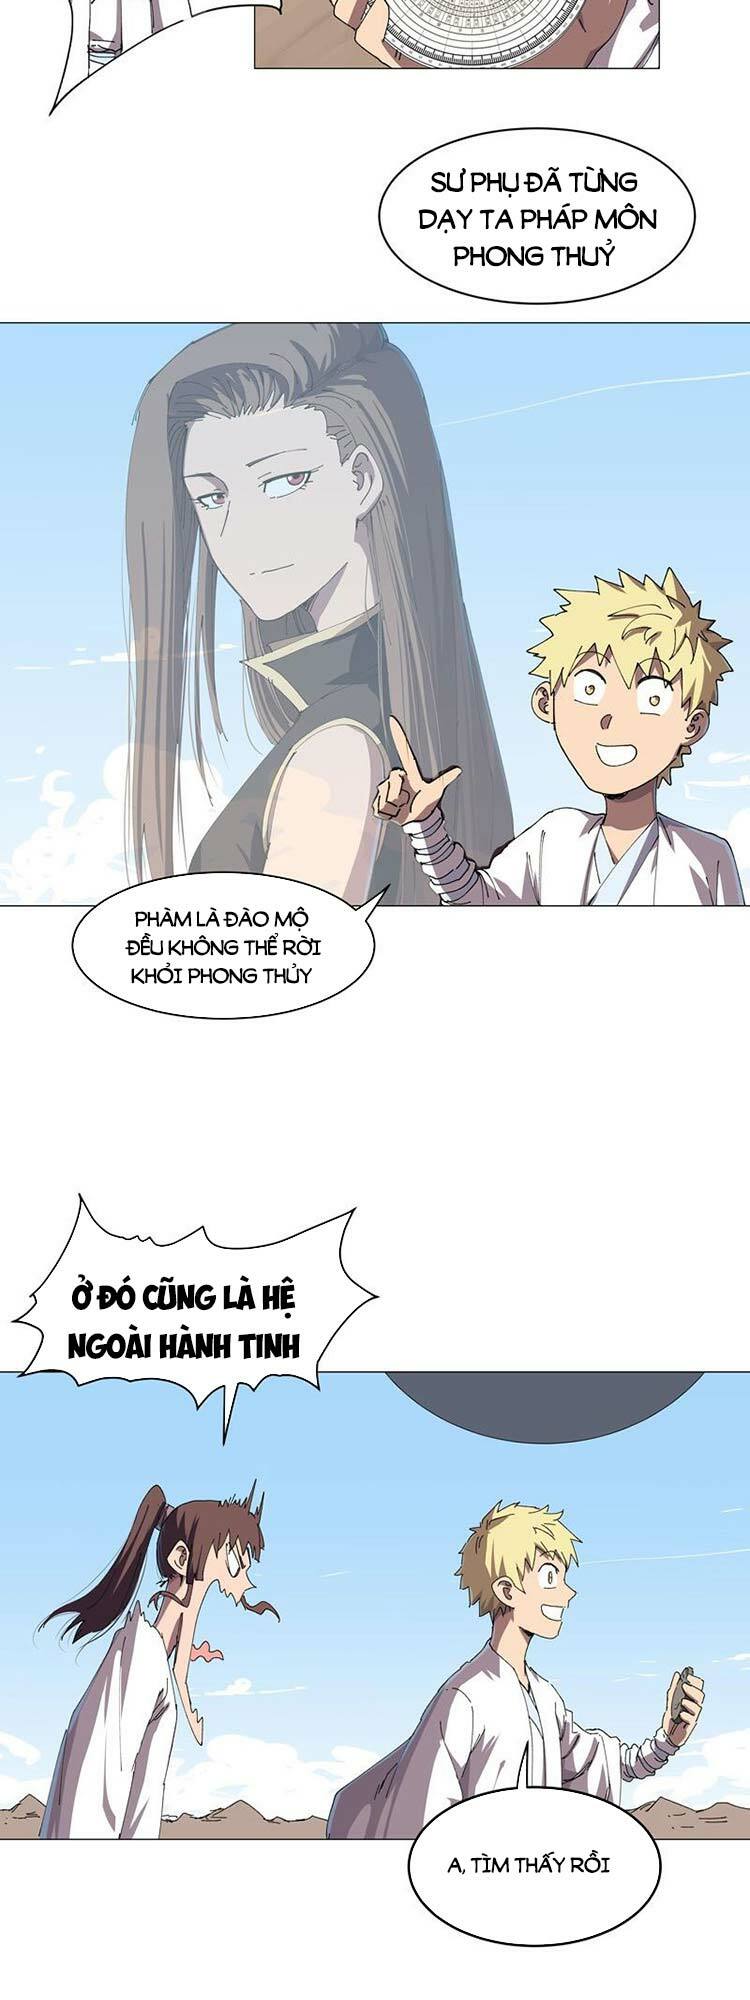 SƯ PHỤ ĐÃ TỪNG
DẠY TA PHÁP MÔN
PHONG THUỶ
PHÀM LÀ ĐÀO MỘ
ĐỀU KHÔNG THỂ RỜI
KHỎI PHONG THỦY
Ở ĐÓ CŨNG LÀ HỆ
NGOÀI HÀNH TINH
A, TÌM THẤY RỒI